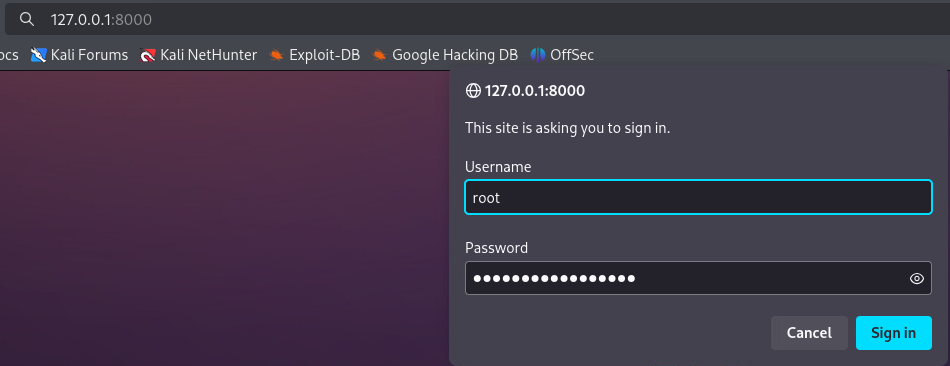 127.0.0.1:8000
ocs Kali Forums Kali NetHunter Exploit-DB Google Hacking DB OffSec
127.0.0.1:8000
This site is asking you to sign in.
Username
root
Password
Cancel Sign in